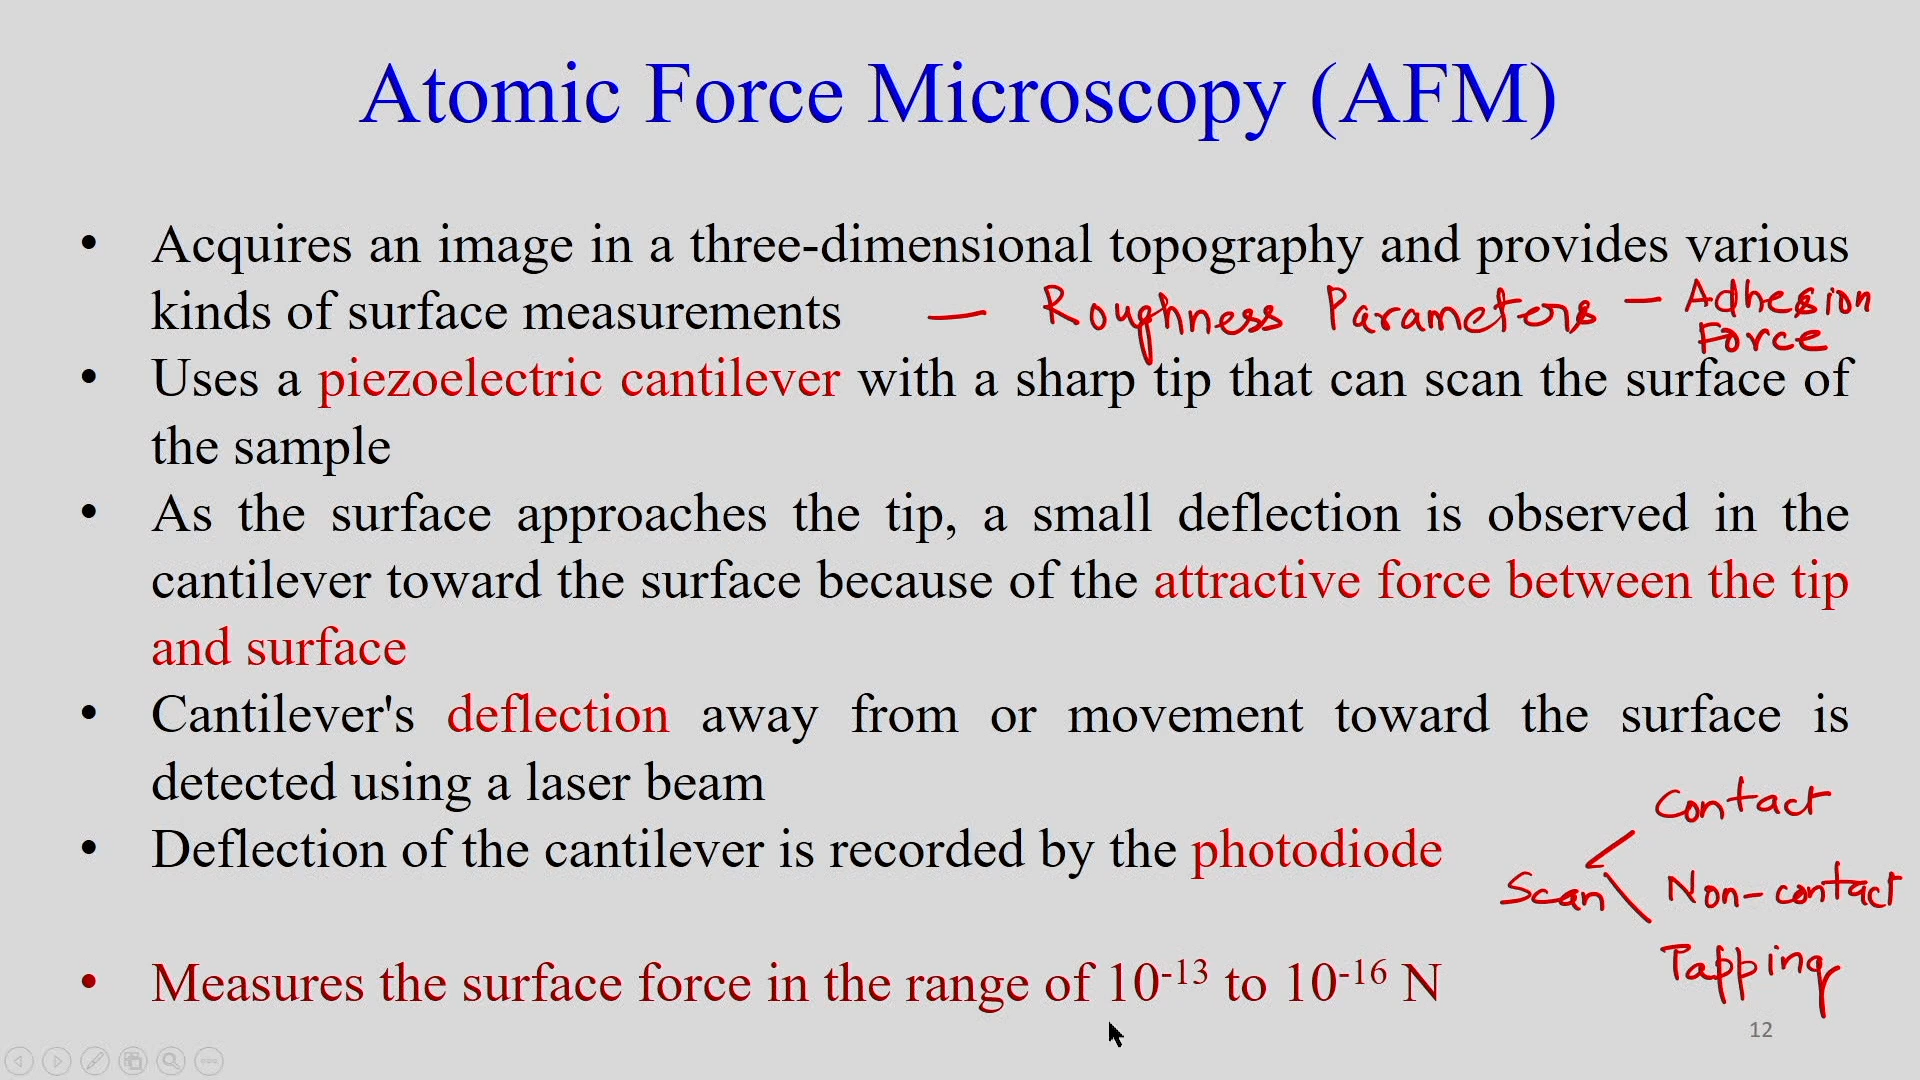 Atomic Force Microscopy (AFM)
• Acquires an image in a three-dimensional topography and provides various
kinds of surface measurements — Roughness Parameters — Adhesion
Force
• Uses a piezoelectric cantilever with a sharp tip that can scan the surface of
the sample
• As the surface approaches the tip, a small deflection is observed in the
cantilever toward the surface because of the attractive force between the tip
and surface
• Cantilever's deflection away from or movement toward the surface is
detected using a laser beam
• Deflection of the cantilever is recorded by the photodiode
Contact
Scan Non-contact
Tapping
• Measures the surface force in the range of 10⁻¹³ to 10⁻¹⁶ N
12